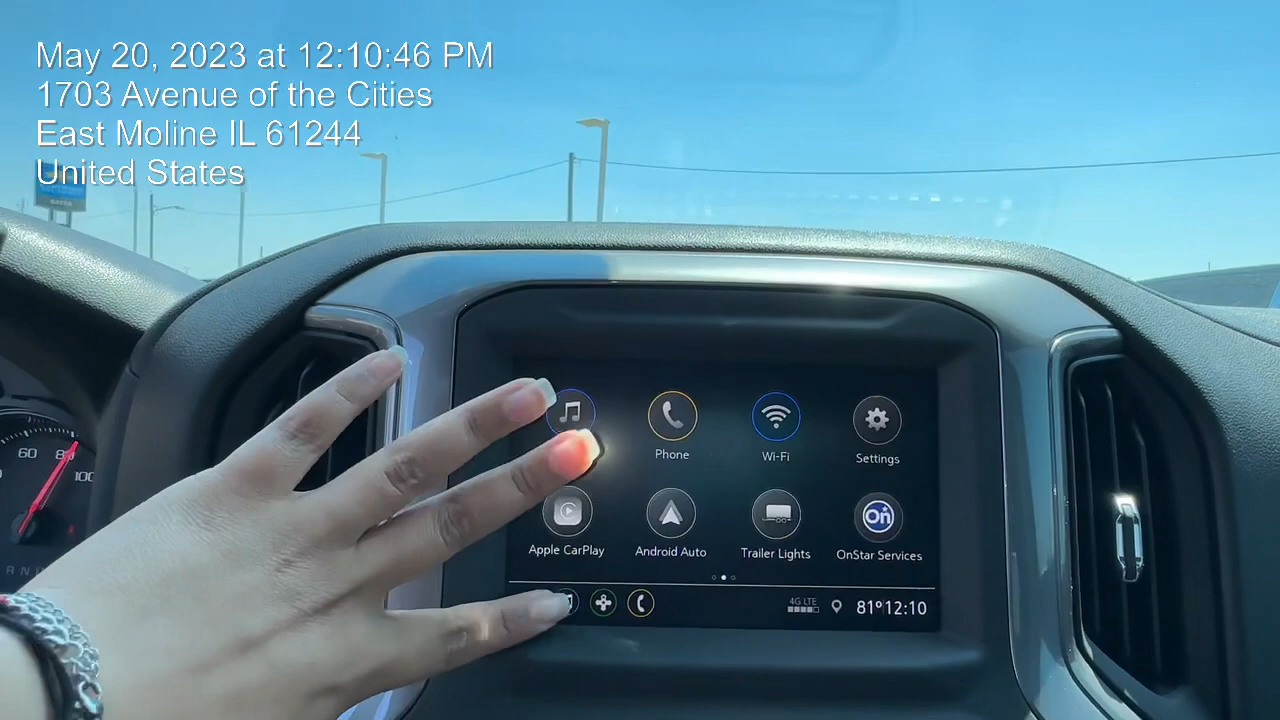 May 20, 2023 at 12:10:46 PM
1703 Avenue of the Cities
East Moline IL 61244
United States
60
80
100
Phone
Wi-Fi
Settings
Apple CarPlay
Android Auto
Trailer Lights
OnStar Services
On
4G LTE
81° 12:10
R N D